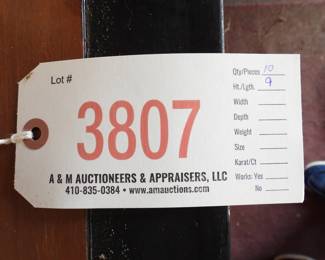 Lot #
3807
A & M AUCTIONEERS & APPRAISERS, LLC
410-835-0384 • www.amauctions.com
Qty/Pieces 10
Ht./Lgth. 9
Width
Depth
Weight
Size
Karat/Ct
Works: Yes
No